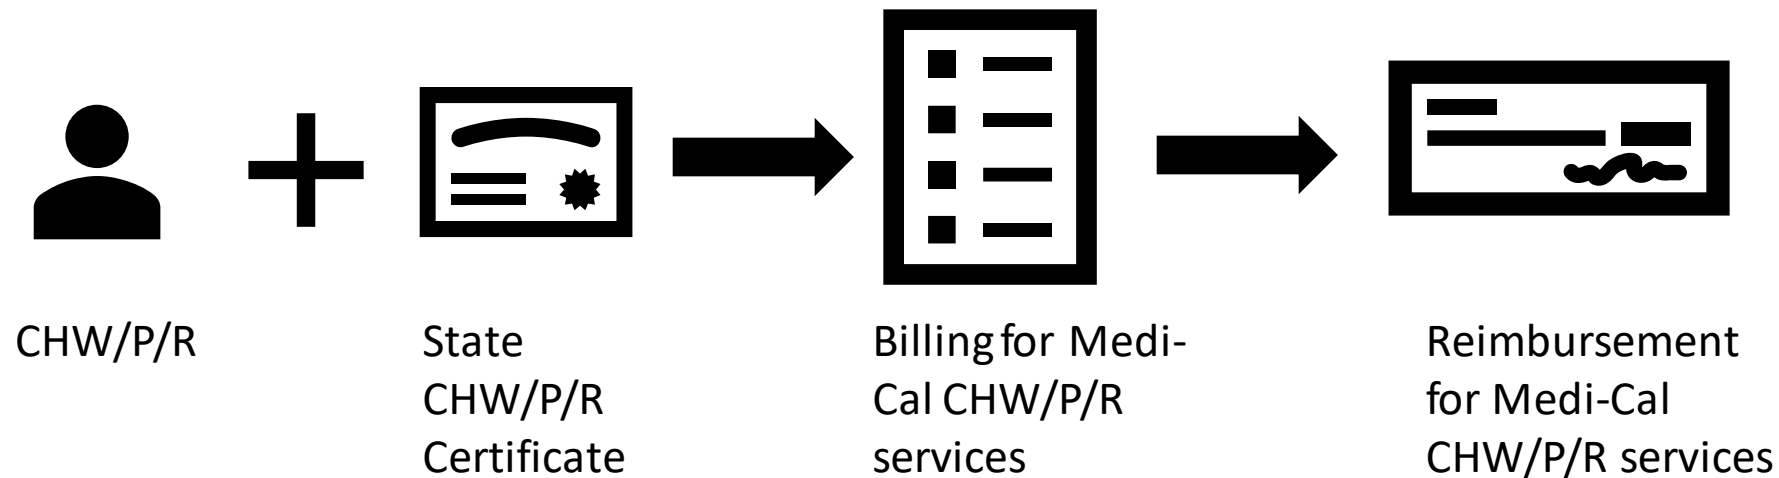 CHW/P/R
State
CHW/P/R
Certificate
Billing for Medi-
Cal CHW/P/R
services
Reimbursement
for Medi-Cal
CHW/P/R services